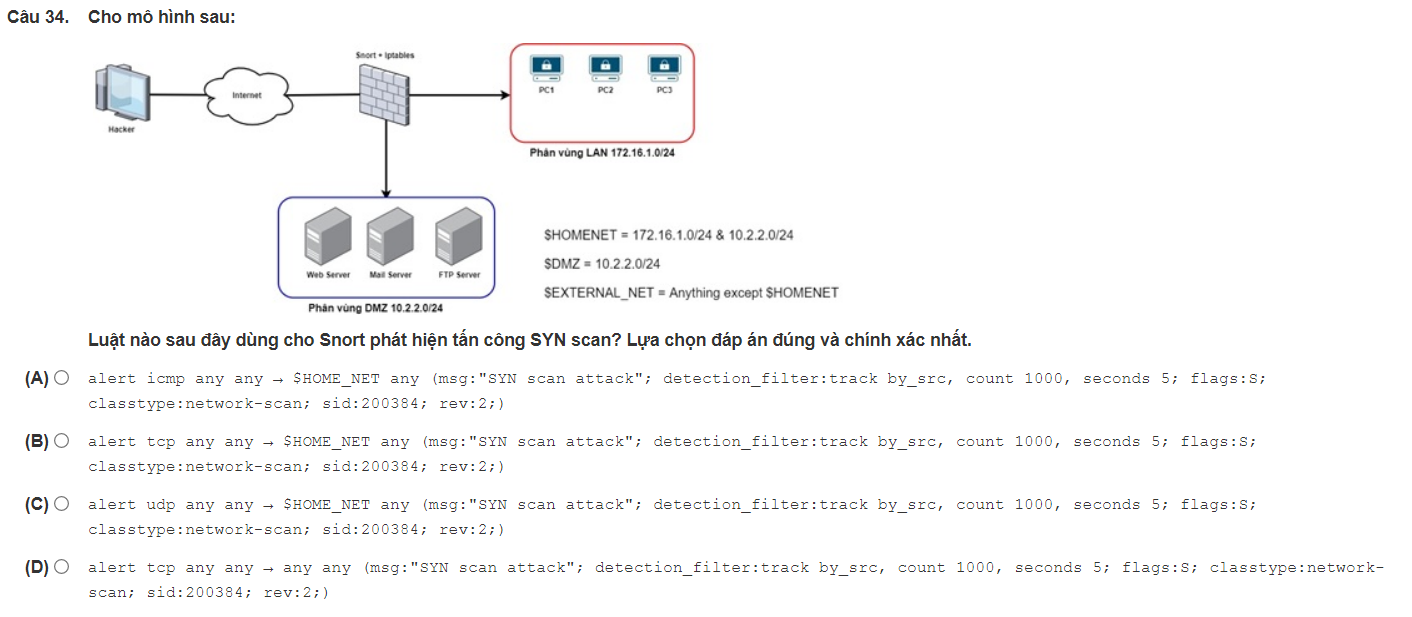 Câu 34. Cho mô hình sau:
Snort + Iptables
Internet
Hacker
PC1 PC2 PC3
Phân vùng LAN 172.16.1.0/24
Web Server Mail Server FTP Server
Phân vùng DMZ 10.2.2.0/24
$HOMENET = 172.16.1.0/24 & 10.2.2.0/24
$DMZ = 10.2.2.0/24
$EXTERNAL_NET = Anything except $HOMENET
Luật nào sau đây dùng cho Snort phát hiện tấn công SYN scan? Lựa chọn đáp án đúng và chính xác nhất.
(A) alert icmp any any → $HOME_NET any (msg:"SYN scan attack"; detection_filter:track by_src, count 1000, seconds 5; flags:S;
classtype:network-scan; sid:200384; rev:2;)
(B) alert tcp any any → $HOME_NET any (msg:"SYN scan attack"; detection_filter:track by_src, count 1000, seconds 5; flags:S;
classtype:network-scan; sid:200384; rev:2;)
(C) alert udp any any → $HOME_NET any (msg:"SYN scan attack"; detection_filter:track by_src, count 1000, seconds 5; flags:S;
classtype:network-scan; sid:200384; rev:2;)
(D) alert tcp any any → any any (msg:"SYN scan attack"; detection_filter:track by_src, count 1000, seconds 5; flags:S; classtype:network-
scan; sid:200384; rev:2;)